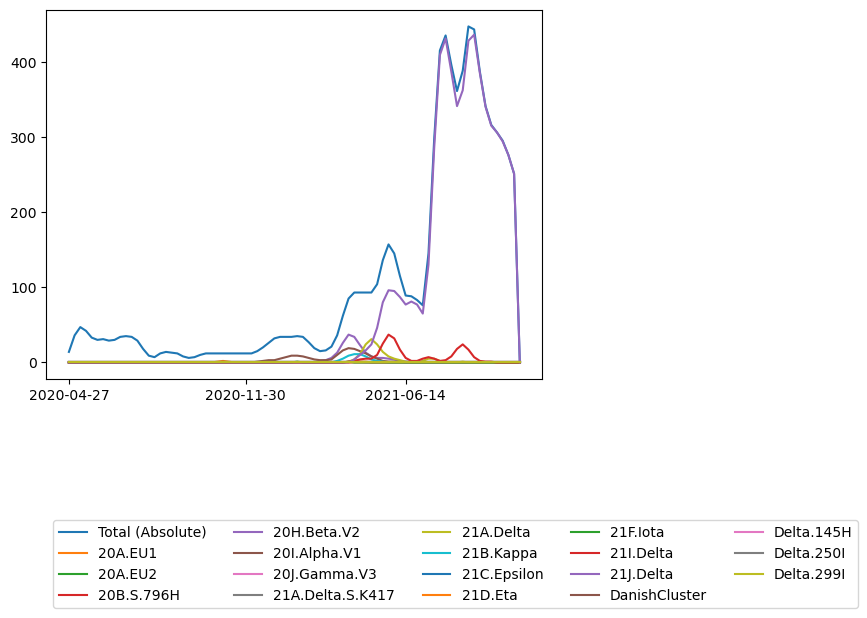 400
300
200
100
0
2020-04-27 2020-11-30 2021-06-14
Total (Absolute) 20H.Beta.V2 21A.Delta 21F.Iota Delta.145H
20A.EU1 20I.Alpha.V1 21B.Kappa 21I.Delta Delta.250I
20A.EU2 20J.Gamma.V3 21C.Epsilon 21J.Delta Delta.299I
20B.S.796H 21A.Delta.S.K417 21D.Eta DanishCluster